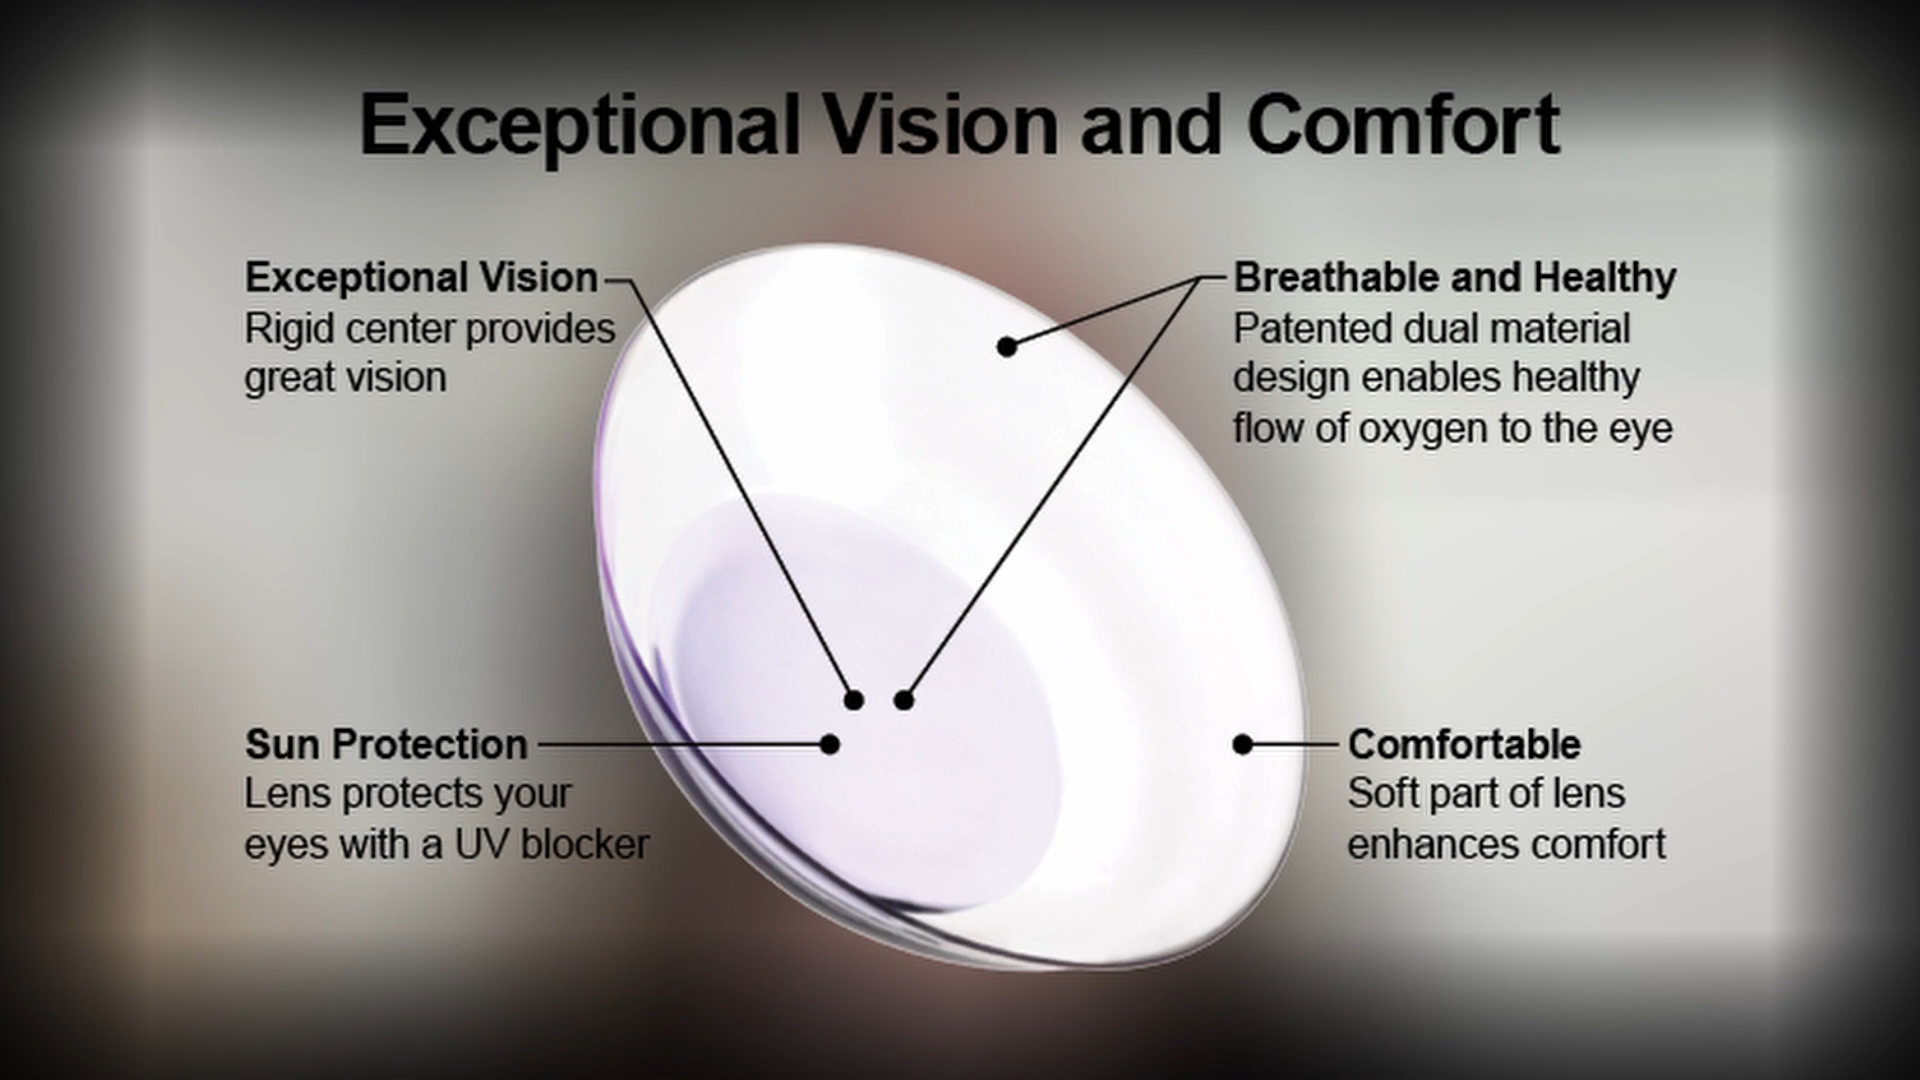 Exceptional Vision and Comfort
Exceptional Vision
Rigid center provides
great vision
Breathable and Healthy
Patented dual material
design enables healthy
flow of oxygen to the eye
Sun Protection
Lens protects your
eyes with a UV blocker
Comfortable
Soft part of lens
enhances comfort